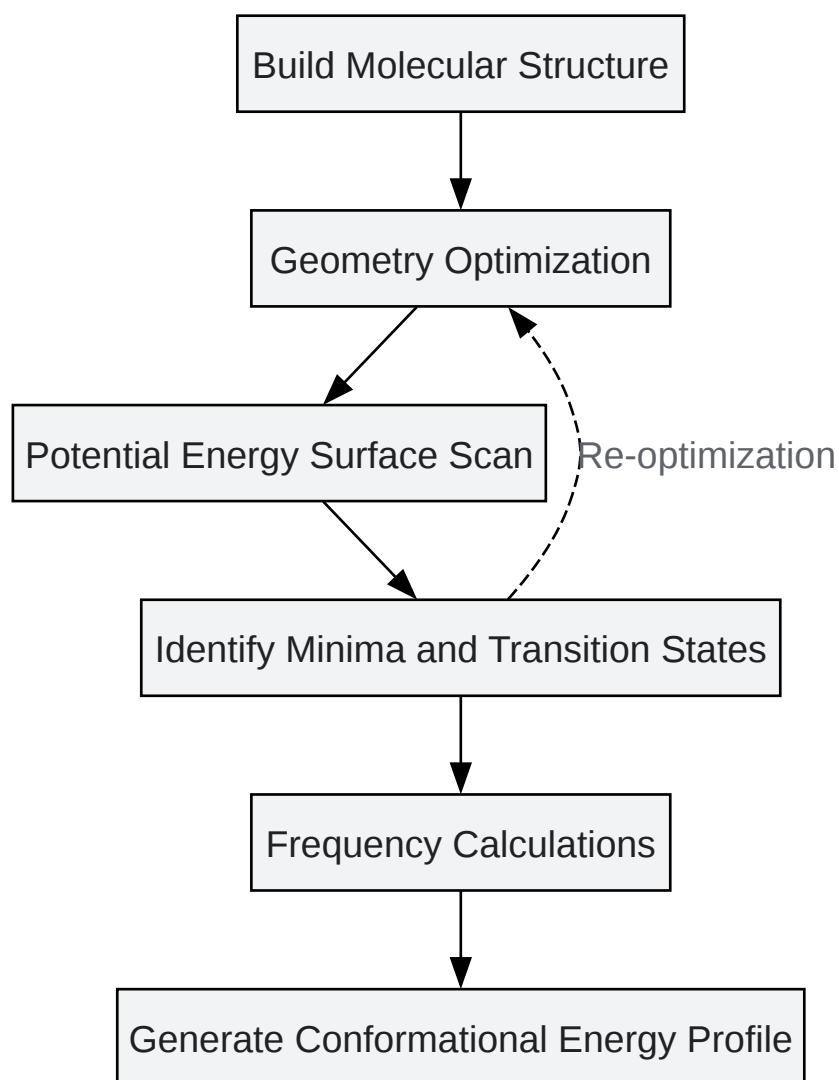 Build Molecular Structure
Geometry Optimization
Potential Energy Surface Scan
Re-optimization
Identify Minima and Transition States
Frequency Calculations
Generate Conformational Energy Profile